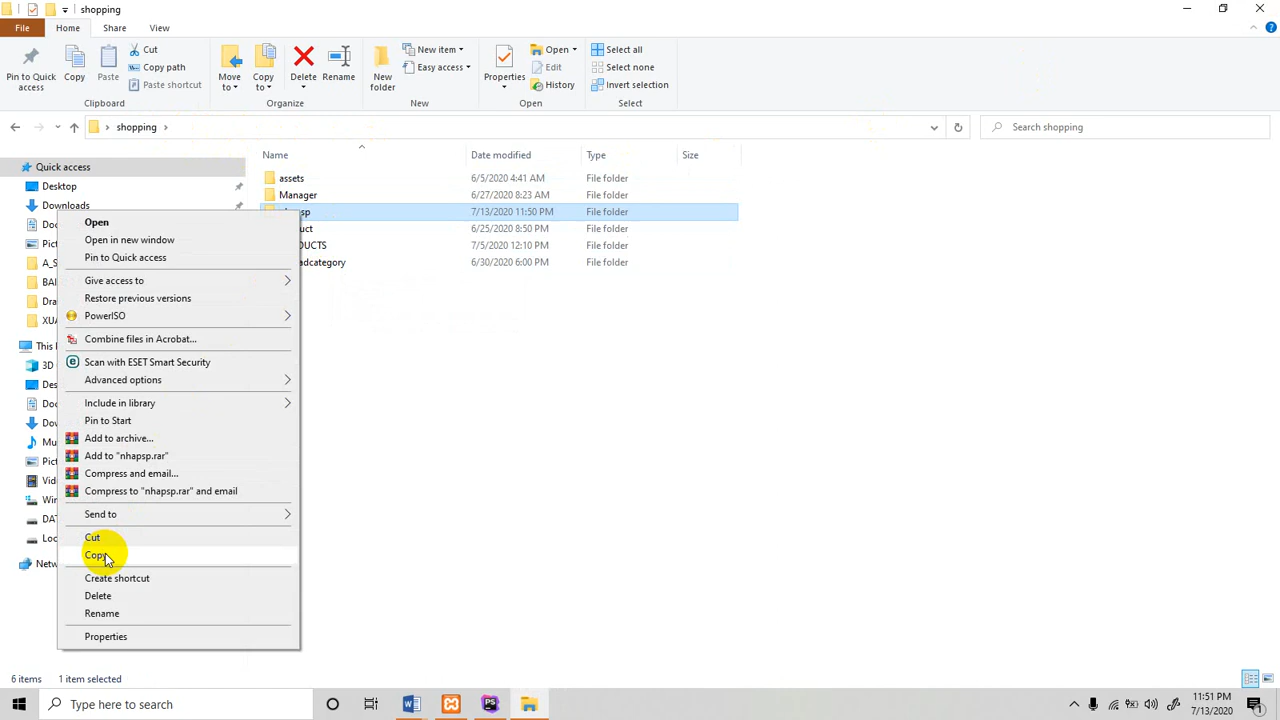 shopping
File
Home
Share
View
Pin to Quick access
Copy
Paste
Cut
Copy path
Paste shortcut
Clipboard
Move to
Copy to
Delete
Rename
Organize
New folder
New item
Easy access
New
Properties
Open
Edit
History
Open
Select all
Select none
Invert selection
Select
shopping
Search shopping
Name
Date modified
Type
Size
Quick access
Desktop
Downloads
assets 6/5/2020 4:41 AM File folder
Manager 6/27/2020 8:23 AM File folder
7/13/2020 11:50 PM File folder
6/25/2020 8:50 PM File folder
7/5/2020 12:10 PM File folder
6/30/2020 6:00 PM File folder
This
3D
Open
Open in new window
Pin to Quick access
Give access to
Restore previous versions
PowerISO
Combine files in Acrobat...
Scan with ESET Smart Security
Advanced options
Include in library
Pin to Start
Add to archive...
Add to "nhapsp.rar"
Compress and email...
Compress to "nhapsp.rar" and email
Send to
Cut
Copy
Create shortcut
Delete
Rename
Properties
6 items 1 item selected
Type here to search
11:51 PM
7/13/2020